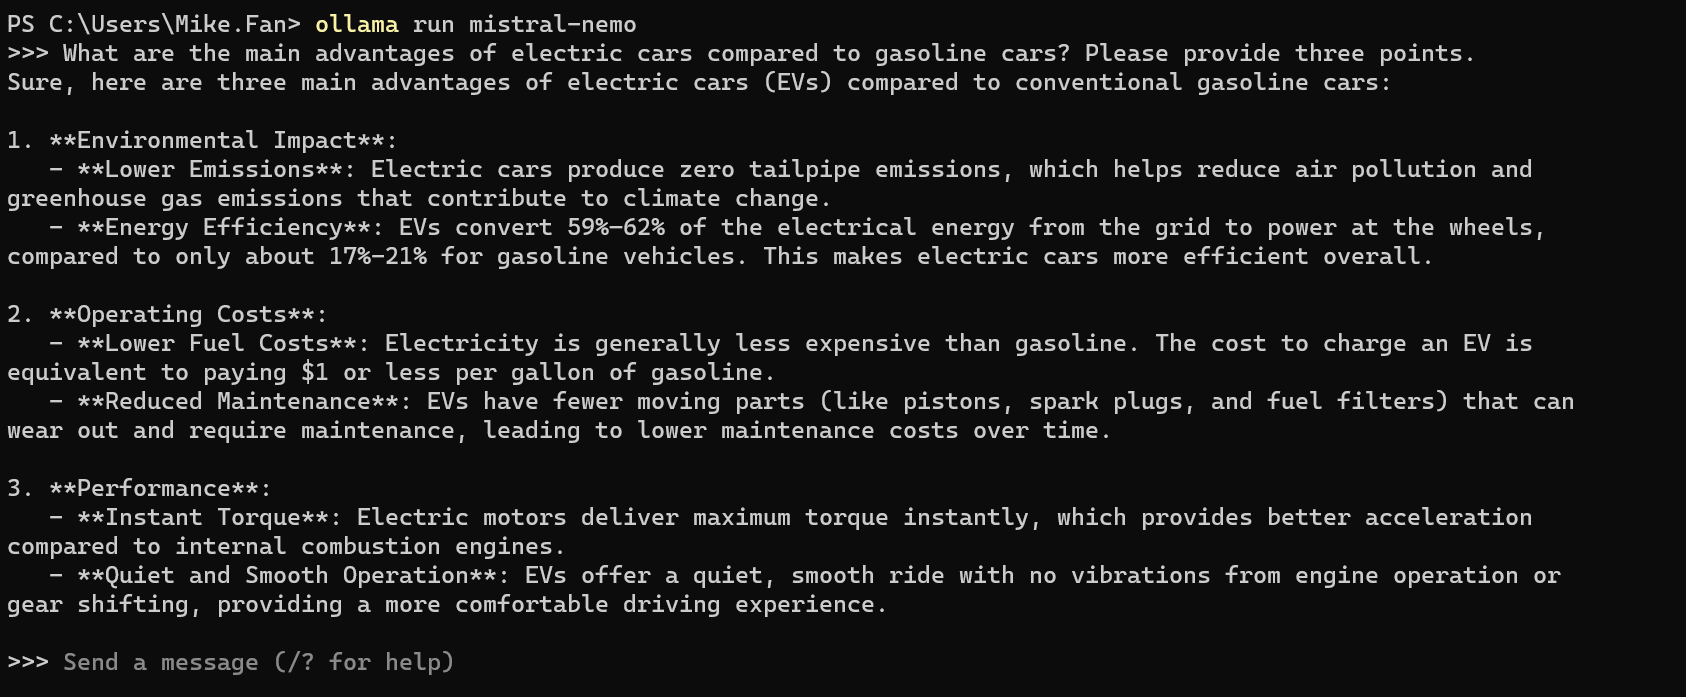 PS C:\Users\Mike.Fan> ollama run mistral-nemo
>>> What are the main advantages of electric cars compared to gasoline cars? Please provide three points.
Sure, here are three main advantages of electric cars (EVs) compared to conventional gasoline cars:
1. **Environmental Impact**:
   - **Lower Emissions**: Electric cars produce zero tailpipe emissions, which helps reduce air pollution and
greenhouse gas emissions that contribute to climate change.
   - **Energy Efficiency**: EVs convert 59%-62% of the electrical energy from the grid to power at the wheels,
compared to only about 17%-21% for gasoline vehicles. This makes electric cars more efficient overall.
2. **Operating Costs**:
   - **Lower Fuel Costs**: Electricity is generally less expensive than gasoline. The cost to charge an EV is
equivalent to paying $1 or less per gallon of gasoline.
   - **Reduced Maintenance**: EVs have fewer moving parts (like pistons, spark plugs, and fuel filters) that can
wear out and require maintenance, leading to lower maintenance costs over time.
3. **Performance**:
   - **Instant Torque**: Electric motors deliver maximum torque instantly, which provides better acceleration
compared to internal combustion engines.
   - **Quiet and Smooth Operation**: EVs offer a quiet, smooth ride with no vibrations from engine operation or
gear shifting, providing a more comfortable driving experience.
>>> Send a message (/? for help)